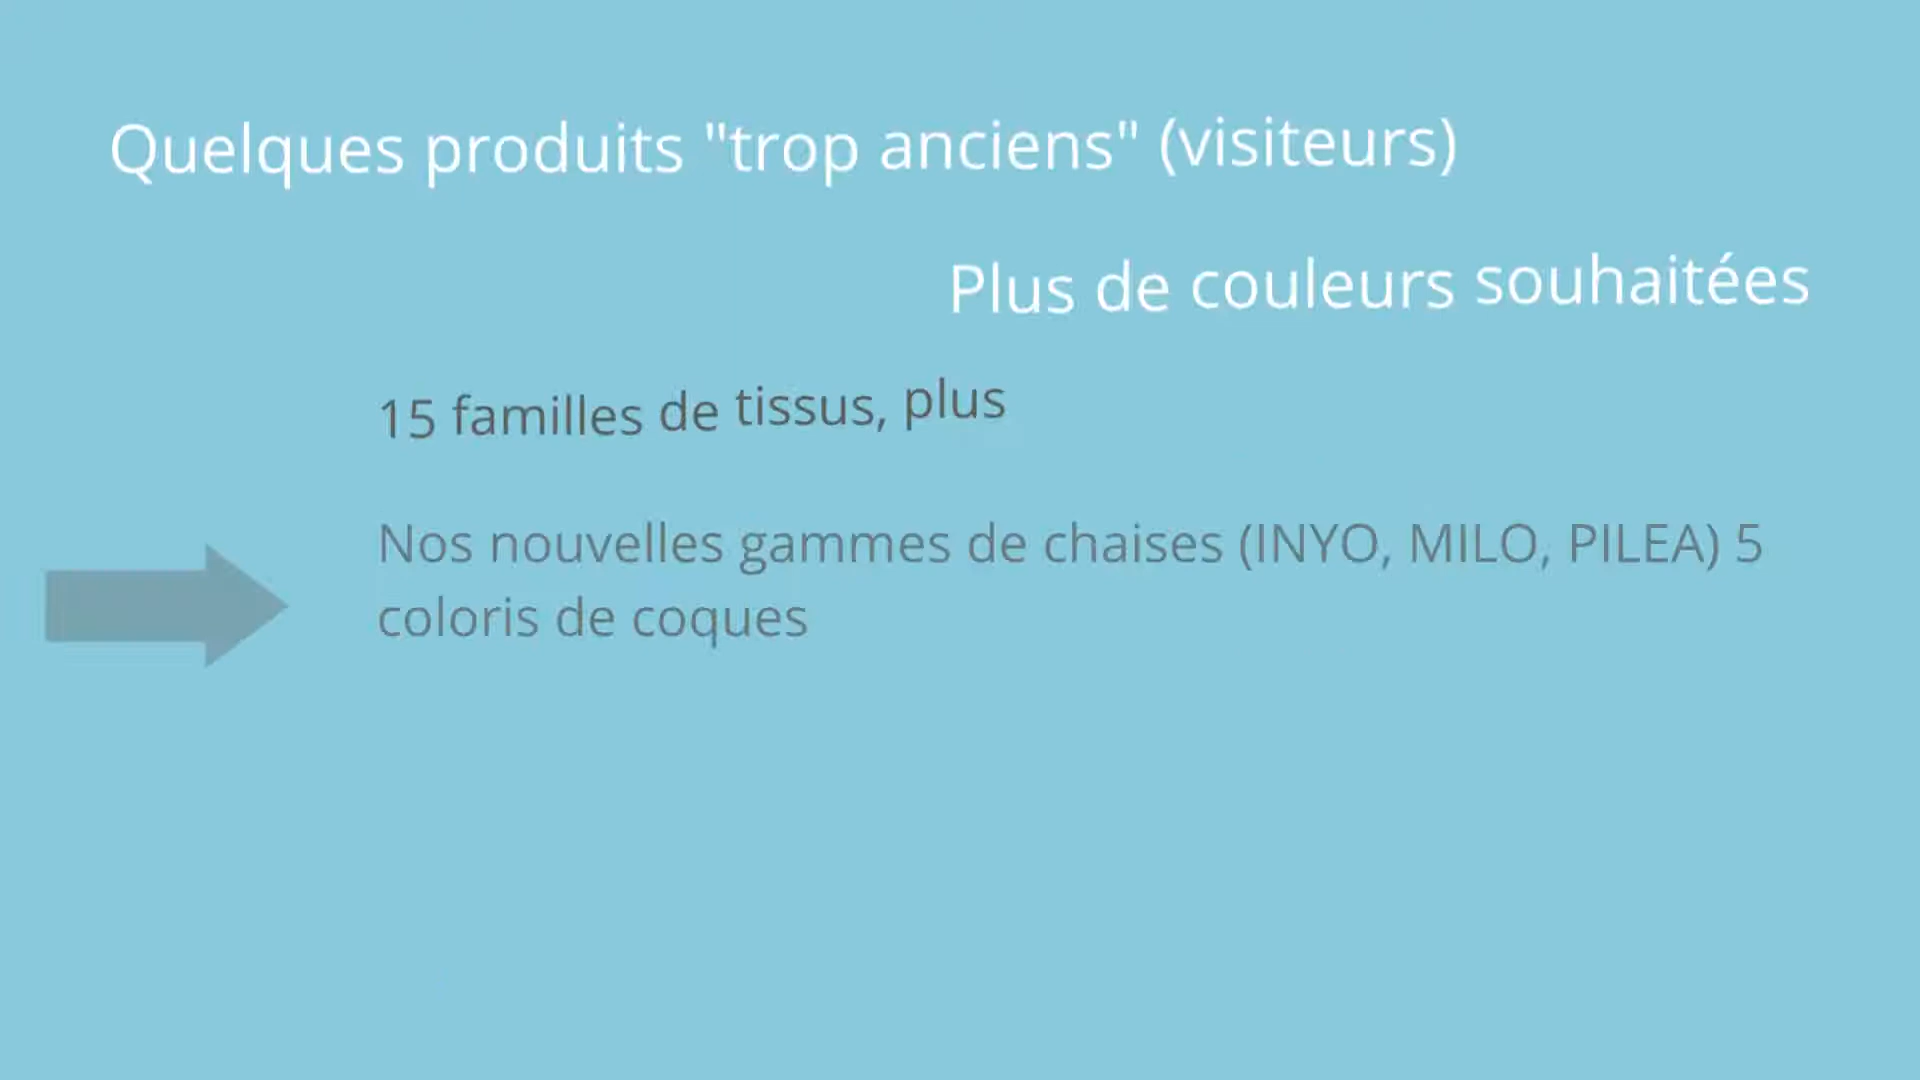 Quelques produits "trop anciens" (visiteurs)
Plus de couleurs souhaitées
15 familles de tissus, plus
Nos nouvelles gammes de chaises (INYO, MILO, PILEA) 5
coloris de coques